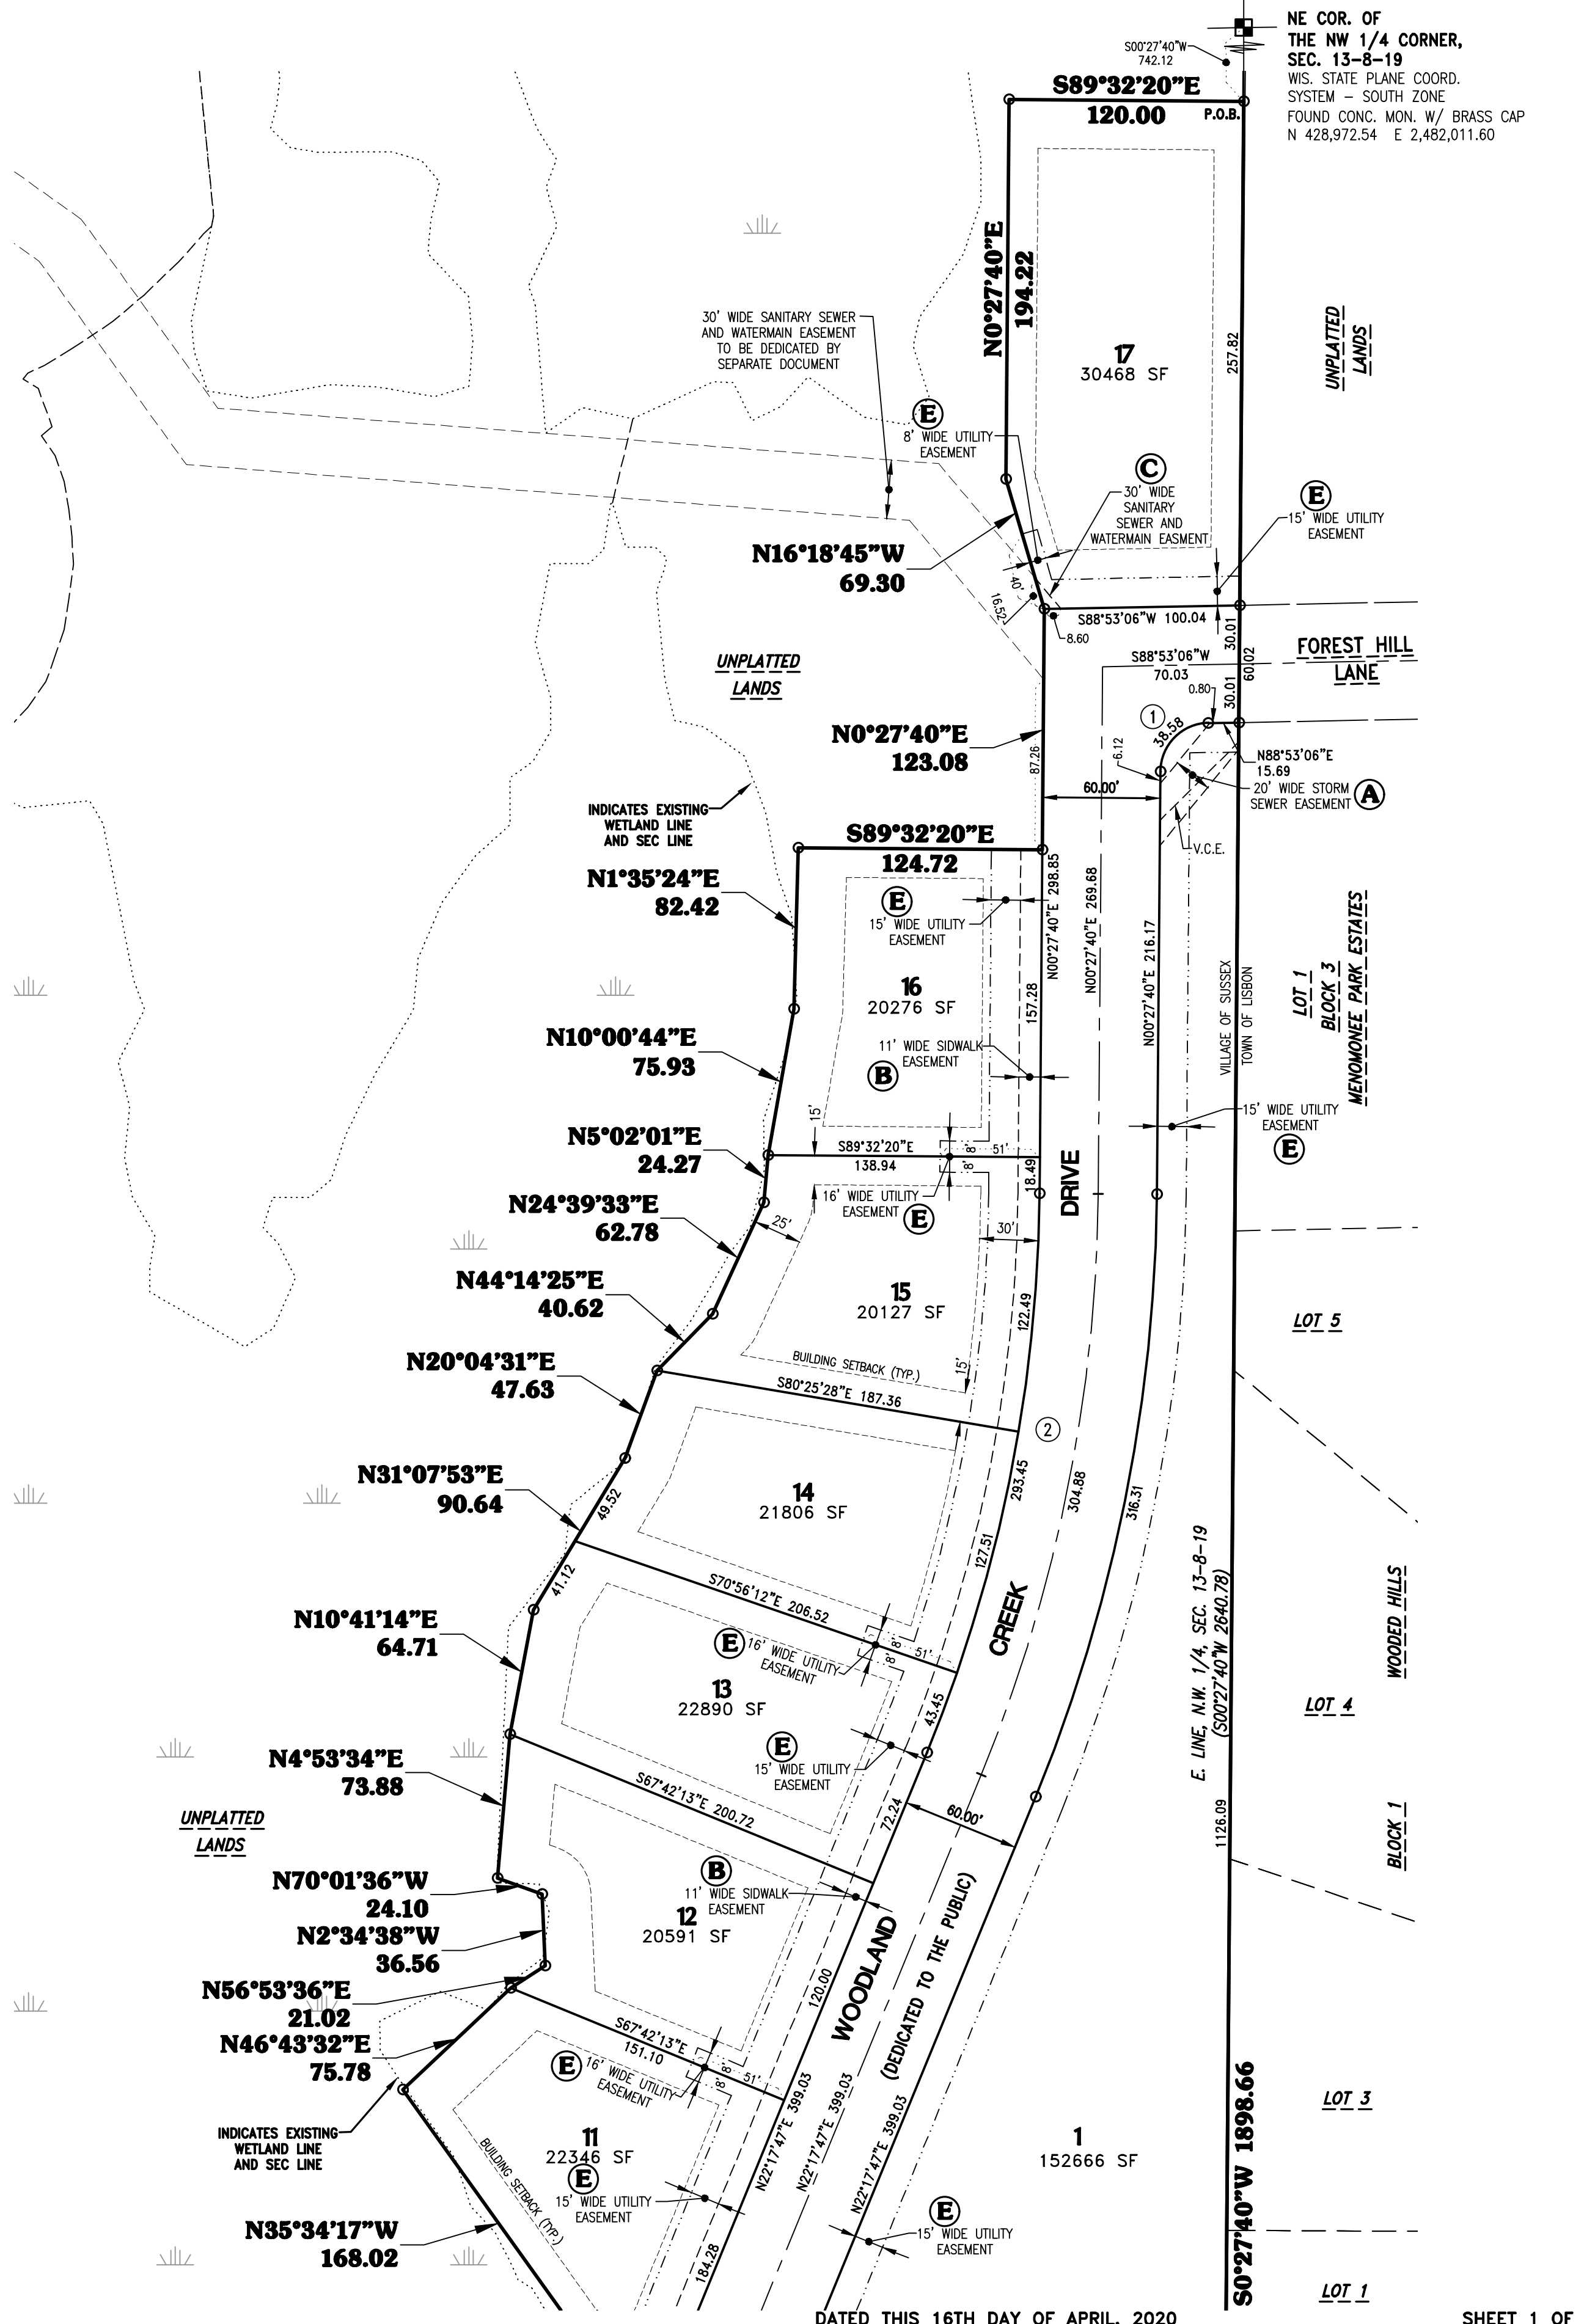 NE COR. OF
THE NW 1/4 CORNER,
SEC. 13-8-19
WIS. STATE PLANE COORD.
SYSTEM - SOUTH ZONE
FOUND CONC. MON. W/ BRASS CAP
N 428,972.54 E 2,482,011.60
S00°27'40"W
742.12
S89°32'20"E
120.00
P.O.B.
N0°27'40"E
194.22
257.82
UNPLATTED
LANDS
17
30468 SF
30' WIDE SANITARY SEWER
AND WATERMAIN EASEMENT
TO BE DEDICATED BY
SEPARATE DOCUMENT
E
8' WIDE UTILITY
EASEMENT
C
30' WIDE
SANITARY
SEWER AND
WATERMAIN EASMENT
E
15' WIDE UTILITY
EASEMENT
N16°18'45"W
69.30
40'
16.52
8.60
S88°53'06"W 100.04
30.01
60.02
30.01
S88°53'06"W
70.03
0.80
FOREST HILL
LANE
UNPLATTED
LANDS
1
38.58
6.12
N0°27'40"E
123.08
87.26
60.00'
N88°53'06"E
15.69
20' WIDE STORM
SEWER EASEMENT
A
V.C.E.
INDICATES EXISTING
WETLAND LINE
AND SEC LINE
S89°32'20"E
124.72
N1°35'24"E
82.42
E
15' WIDE UTILITY
EASEMENT
N00°27'40"E 298.85
N00°27'40"E 269.68
N00°27'40"E 216.17
VILLAGE OF SUSSEX
TOWN OF LISBON
LOT 1
BLOCK 3
MENOMONEE PARK ESTATES
16
20276 SF
157.28
N10°00'44"E
75.93
11' WIDE SIDWALK
EASEMENT
B
15'
15' WIDE UTILITY
EASEMENT
E
N5°02'01"E
24.27
S89°32'20"E
138.94
8'
8'
51'
18.49
DRIVE
16' WIDE UTILITY
EASEMENT
E
N24°39'33"E
62.78
25'
30'
N44°14'25"E
40.62
15
20127 SF
122.49
LOT 5
N20°04'31"E
47.63
BUILDING SETBACK (TYP.)
15'
S80°25'28"E 187.36
2
N31°07'53"E
90.64
49.52
14
21806 SF
293.45
304.88
316.31
127.51
41.12
S70°56'12"E 206.52
CREEK
E. LINE, N.W. 1/4, SEC. 13-8-19
(S00°27'40"W 2640.78)
WOODED HILLS
N10°41'14"E
64.71
E
16' WIDE UTILITY
EASEMENT
8'
8'
51'
13
22890 SF
43.45
LOT 4
E
15' WIDE UTILITY
EASEMENT
N4°53'34"E
73.88
S67°42'13"E 200.72
72.24
60.00'
1126.09
BLOCK 1
UNPLATTED
LANDS
N70°01'36"W
24.10
B
11' WIDE SIDWALK
EASEMENT
12
20591 SF
N2°34'38"W
36.56
WOODLAND
(DEDICATED TO THE PUBLIC)
120.00
N56°53'36"E
21.02
N46°43'32"E
75.78
S67°42'13"E
151.10
E
16' WIDE UTILITY
EASEMENT
8'
8'
51'
N22°17'47"E 399.03
N22°17'47"E 399.03
N22°17'47"E 399.03
LOT 3
INDICATES EXISTING
WETLAND LINE
AND SEC LINE
11
22346 SF
BUILDING SETBACK (TYP.)
E
15' WIDE UTILITY
EASEMENT
1
152666 SF
S0°27'40"W 1898.66
N35°34'17"W
168.02
184.28
E
15' WIDE UTILITY
EASEMENT
LOT 1
DATED THIS 16TH DAY OF APRIL, 2020
SHEET 1 OF